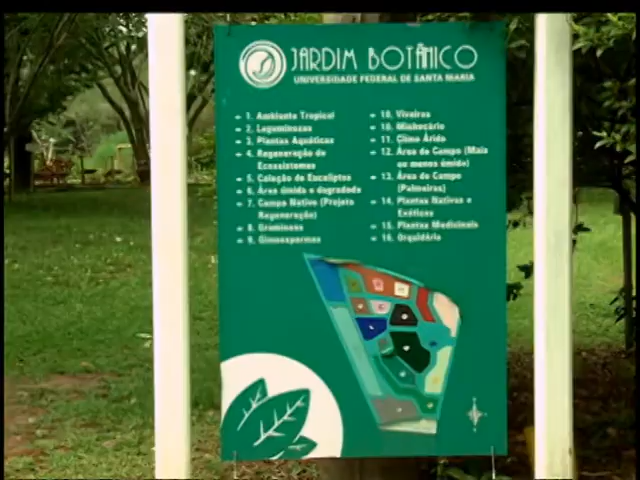 JARDIM BOTÂNICO
UNIVERSIDADE FEDERAL DE SANTA MARIA
1. Ambiente Tropical
2. Leguminosas
3. Plantas Aquáticas
4. Regeneração de
Ecossistemas
5. Coleção de Eucaliptos
6. Área úmida e degradada
7. Campo Nativo (Projeto
Regeneração)
8. Gramíneas
9. Gimnospermas
10. Viveiros
10. Minhocário
11. Clima Árido
12. Área de Campo (Mais
ou menos úmido)
13. Área de Campo
(Palmeiras)
14. Plantas Nativas e
Exóticas
15. Plantas Medicinais
16. Orquidário